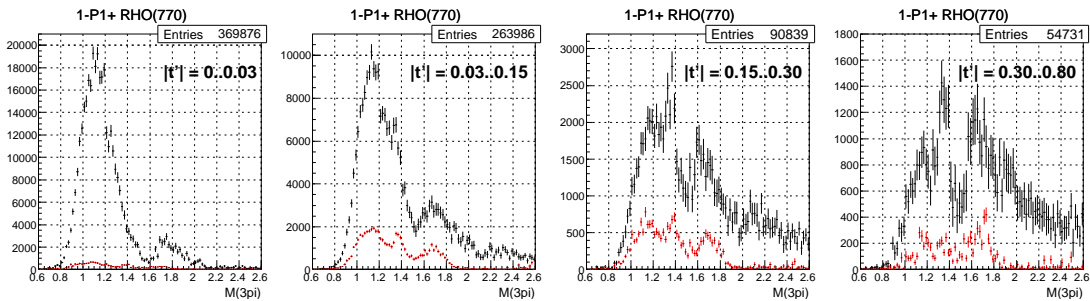 1-P1+ RHO(770)
Entries 369876
|t'| = 0..0.03
20000
18000
16000
14000
12000
10000
8000
6000
4000
2000
0
0.6 0.8 1 1.2 1.4 1.6 1.8 2 2.2 2.4 2.6
1-P1+ RHO(770)
Entries 263986
|t'| = 0.03..0.15
10000
8000
6000
4000
2000
0
0.6 0.8 1 1.2 1.4 1.6 1.8 2 2.2 2.4 2.6
M(3pi)
1-P1+ RHO(770)
Entries 90839
|t'| = 0.15..0.30
3000
2500
2000
1500
1000
500
0
0.6 0.8 1 1.2 1.4 1.6 1.8 2 2.2 2.4 2.6
M(3pi)
1-P1+ RHO(770)
Entries 54731
|t'| = 0.30..0.80
1800
1600
1400
1200
1000
800
600
400
200
0
0.6 0.8 1 1.2 1.4 1.6 1.8 2 2.2 2.4 2.6
M(3pi)